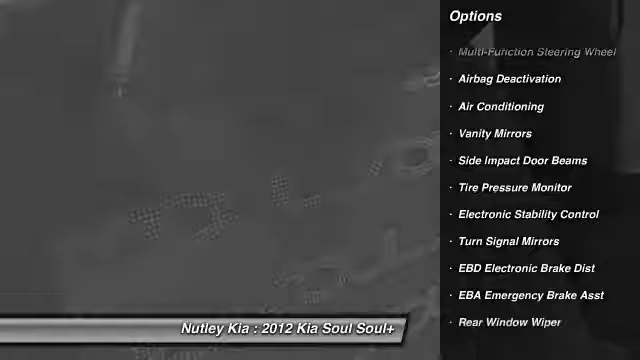 Options
· Multi-Function Steering Wheel
· Airbag Deactivation
· Air Conditioning
· Vanity Mirrors
· Side Impact Door Beams
· Tire Pressure Monitor
· Electronic Stability Control
· Turn Signal Mirrors
· EBD Electronic Brake Dist
· EBA Emergency Brake Asst
· Rear Window Wiper
Nutley Kia : 2012 Kia Soul Soul+